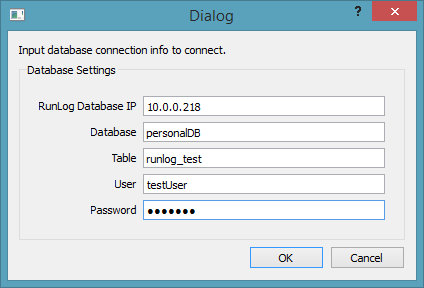 Dialog
?
Input database connection info to connect.
Database Settings
RunLog Database IP 10.0.0.218
Database personalDB
Table runlog_test
User testUser
Password •••••••
OK Cancel